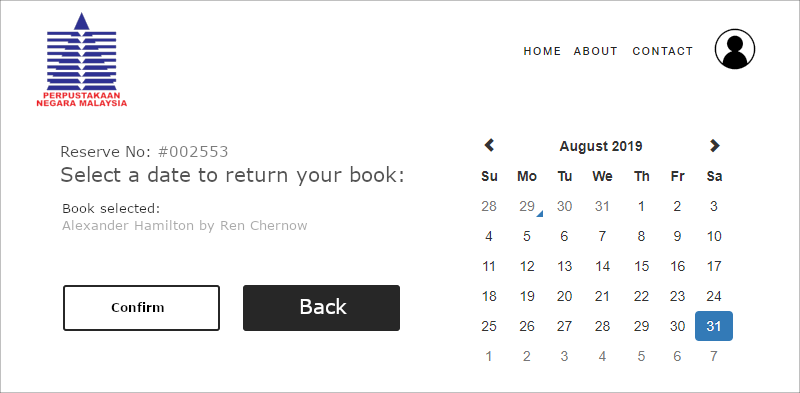 PERPUSTAKAAN
NEGARA MALAYSIA
HOME ABOUT CONTACT
Reserve No: #002553
Select a date to return your book:
Book selected:
Alexander Hamilton by Ren Chernow
Confirm
Back
August 2019
Su Mo Tu We Th Fr Sa
28 29 30 31 1 2 3
4 5 6 7 8 9 10
11 12 13 14 15 16 17
18 19 20 21 22 23 24
25 26 27 28 29 30 31
1 2 3 4 5 6 7